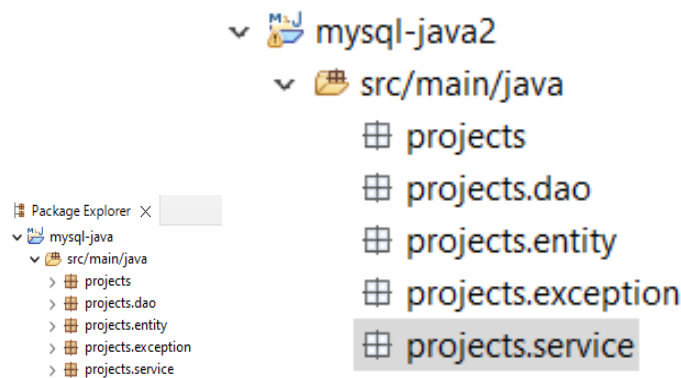 mysql-java2
src/main/java
projects
projects.dao
projects.entity
projects.exception
projects.service
Package Explorer
mysql-java
src/main/java
projects
projects.dao
projects.entity
projects.exception
projects.service